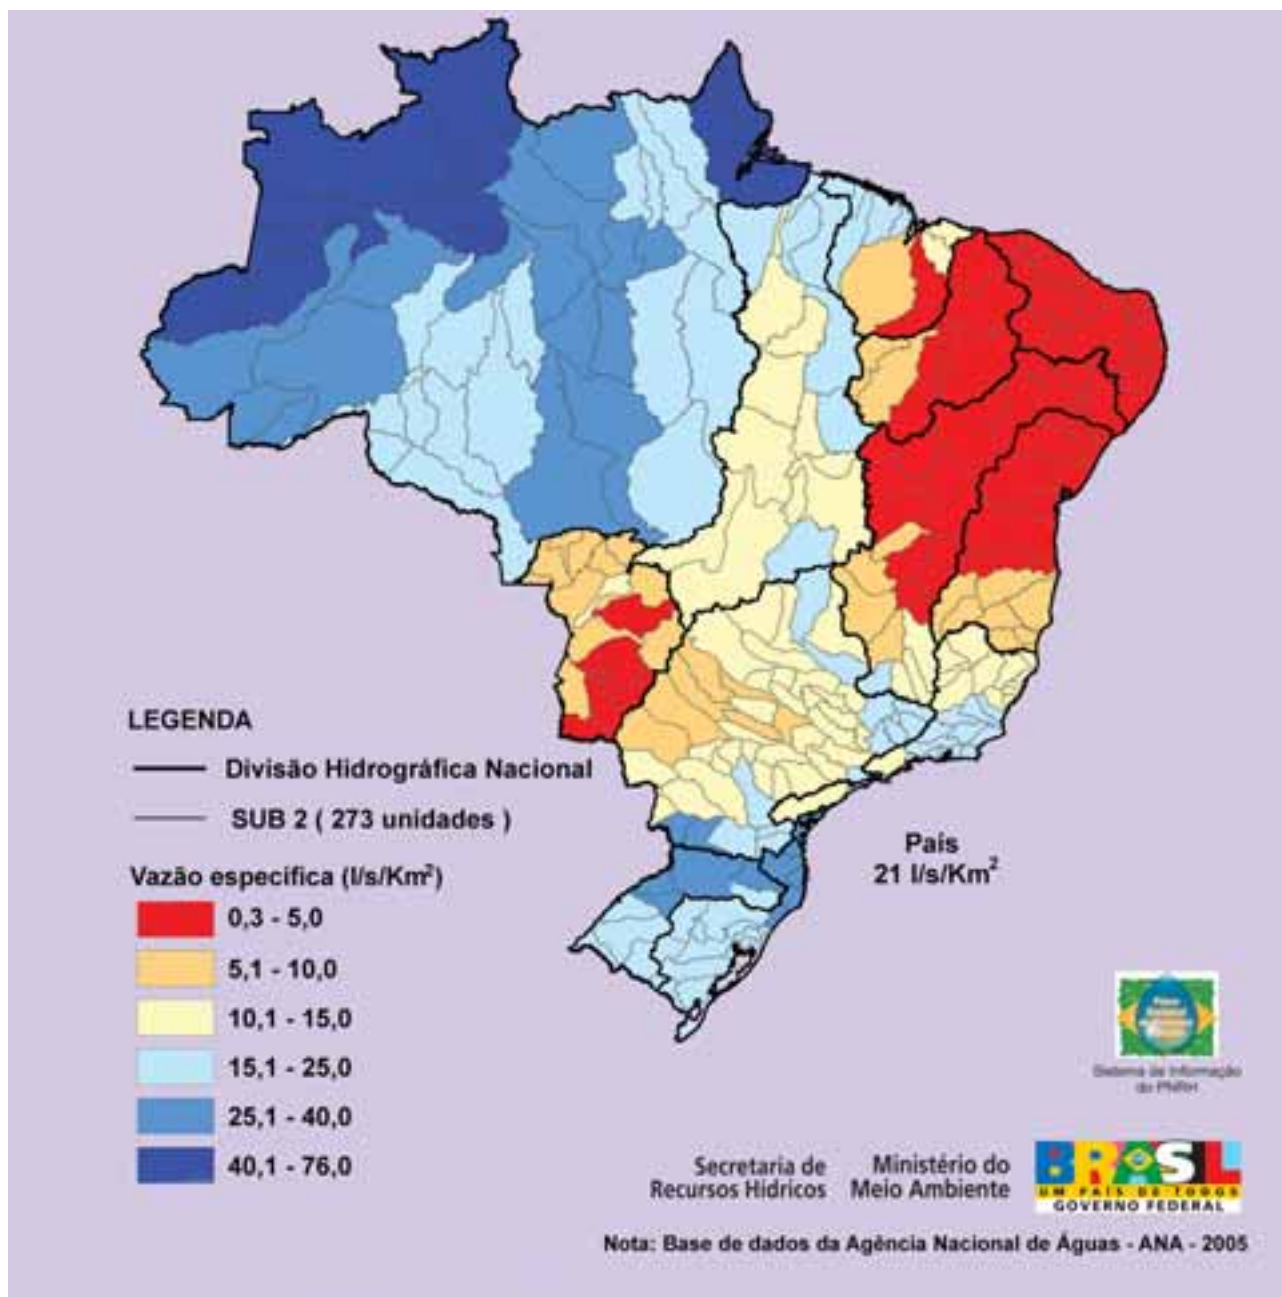 LEGENDA
Divisão Hidrográfica Nacional
SUB 2 ( 273 unidades )
Vazão especifica (l/s/Km²)
0,3 - 5,0
5,1 - 10,0
10,1 - 15,0
15,1 - 25,0
25,1 - 40,0
40,1 - 76,0
País
21 l/s/Km²
Sistema de Informação
do PNRH
Secretaria de
Recursos Hídricos
Ministério do
Meio Ambiente
BRASIL
UM PAÍS DE TODOS
GOVERNO FEDERAL
Nota: Base de dados da Agência Nacional de Águas - ANA - 2005